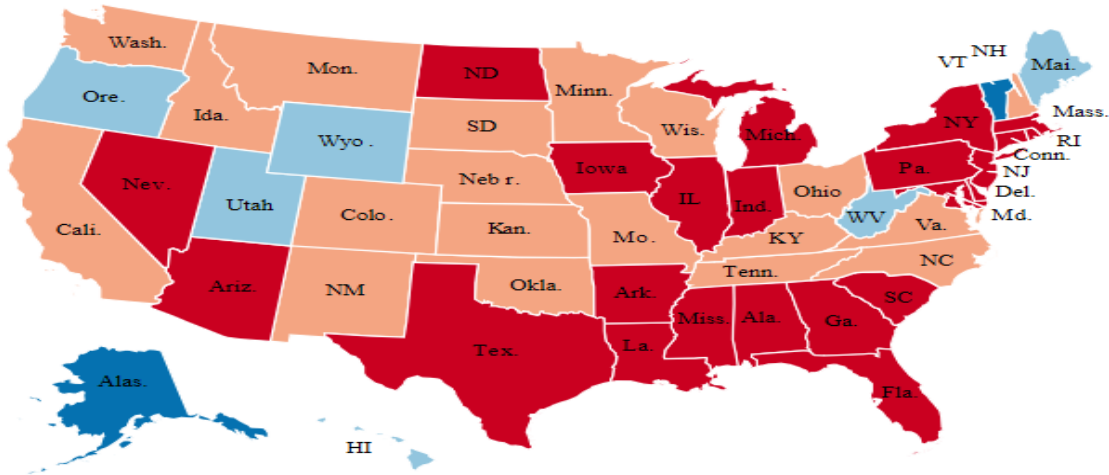 Wash.
Mon.
ND
Minn.
VT
NH
Mai.
Ore.
Ida.
SD
Wis.
Mich.
NY
Mass.
Wyo .
RI
Conn.
Nev.
Neb r.
Iowa
Pa.
NJ
Utah
Colo.
IL
Ind.
Ohio
Del.
Cali.
Kan.
Mo.
KY
WV
Va.
Md.
Ariz.
NM
Okla.
Tenn.
NC
Ark.
SC
Tex.
La.
Miss.
Ala.
Ga.
Alas.
Fla.
HI